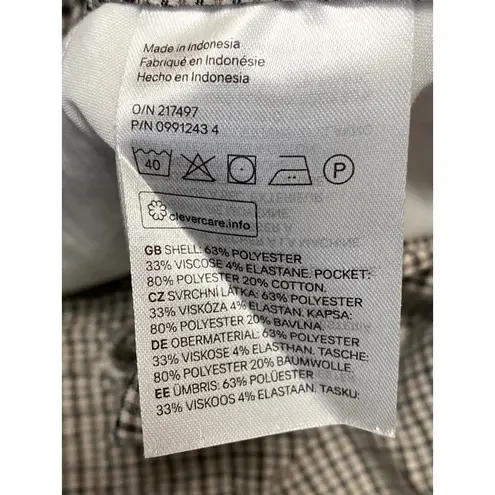 Made in Indonesia
Fabriqué en Indonésie
Hecho en Indonesia
O/N 217497
P/N 0991243 4
40
P
clevercare.info
GB SHELL: 63% POLYESTER
33% VISCOSE 4% ELASTANE. POCKET:
80% POLYESTER 20% COTTON.
CZ SVRCHNÍ LÁTKA: 63% POLYESTER
33% VISKÓZA 4% ELASTAN. KAPSA:
80% POLYESTER 20% BAVLNA.
DE OBERMATERIAL: 63% POLYESTER
33% VISKOSE 4% ELASTHAN. TASCHE:
80% POLYESTER 20% BAUMWOLLE.
EE ÜMBRIS: 63% POLÜESTER
33% VISKOOS 4% ELASTAAN. TASKU: